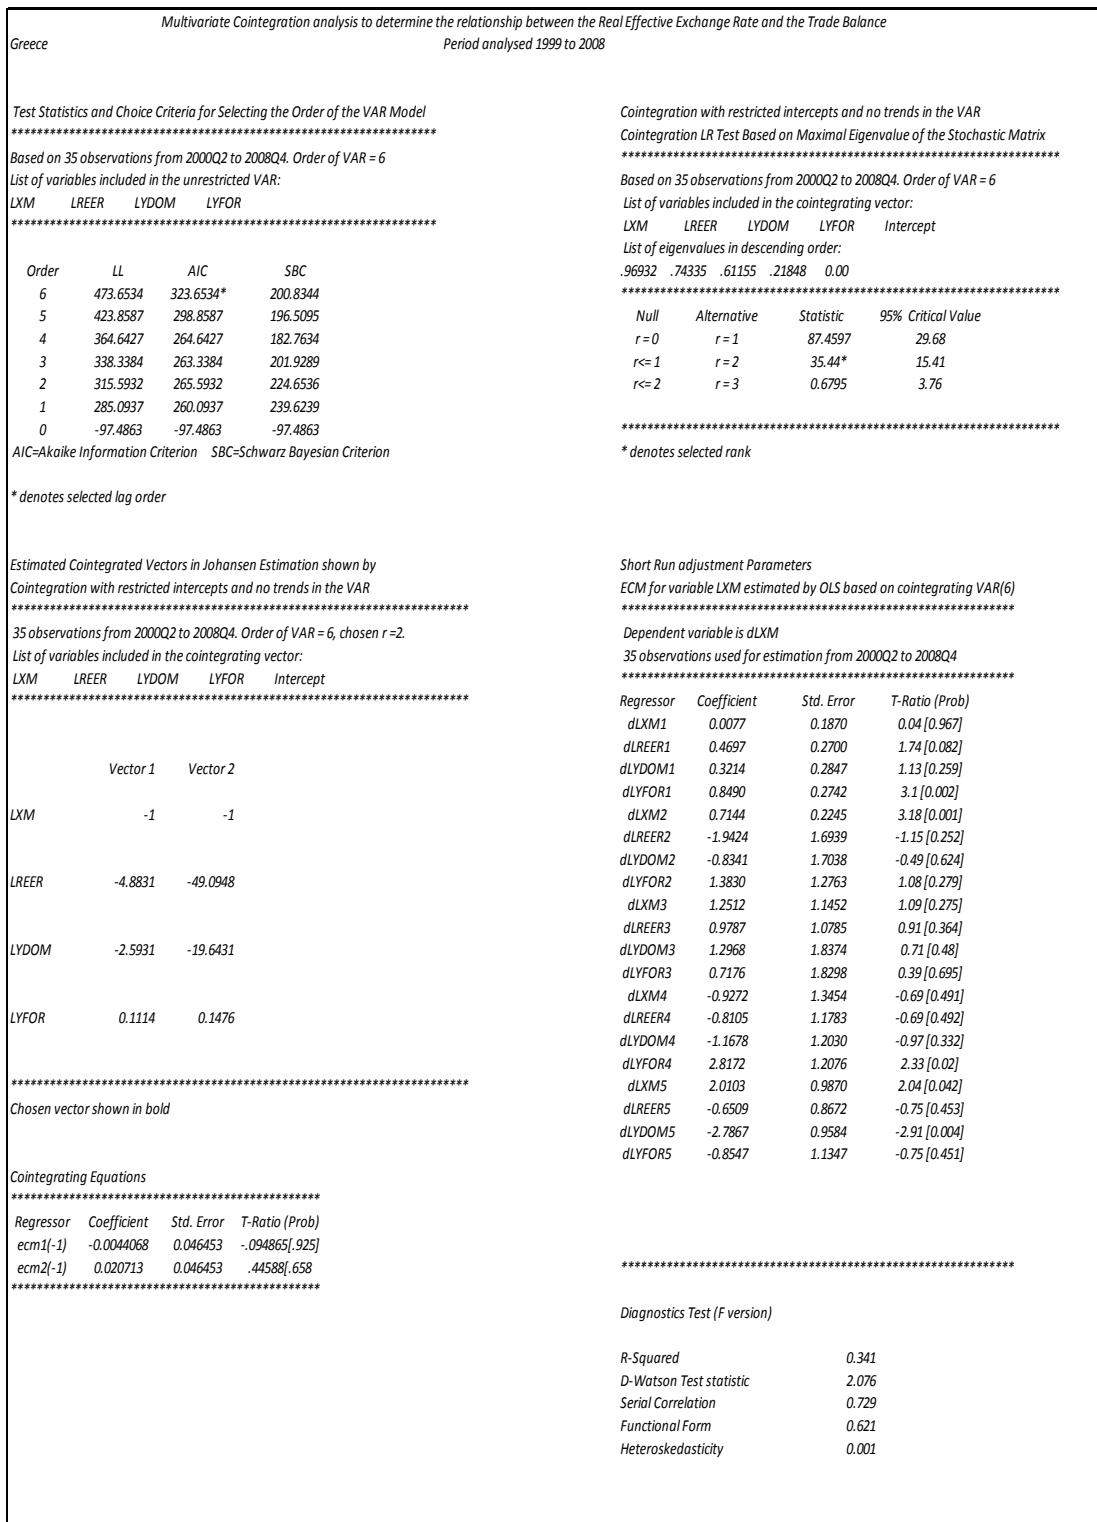 Multivariate Cointegration analysis to determine the relationship between the Real Effective Exchange Rate and the Trade Balance
Greece Period analysed 1999 to 2008
Test Statistics and Choice Criteria for Selecting the Order of the VAR Model
******************************************************************
Based on 35 observations from 2000Q2 to 2008Q4. Order of VAR = 6
List of variables included in the unrestricted VAR:
LXM LREER LYDOM LYFOR
******************************************************************
Order LL AIC SBC
6 473.6534 323.6534* 200.8344
5 423.8587 298.8587 196.5095
4 364.6427 264.6427 182.7634
3 338.3384 263.3384 201.9289
2 315.5932 265.5932 224.6536
1 285.0937 260.0937 239.6239
0 -97.4863 -97.4863 -97.4863
AIC=Akaike Information Criterion SBC=Schwarz Bayesian Criterion
* denotes selected lag order
Cointegration with restricted intercepts and no trends in the VAR
Cointegration LR Test Based on Maximal Eigenvalue of the Stochastic Matrix
********************************************************************
Based on 35 observations from 2000Q2 to 2008Q4. Order of VAR = 6
List of variables included in the cointegrating vector:
LXM LREER LYDOM LYFOR Intercept
List of eigenvalues in descending order:
.96932 .74335 .61155 .21848 0.00
********************************************************************
Null Alternative Statistic 95% Critical Value
r = 0 r = 1 87.4597 29.68
r<= 1 r = 2 35.44* 15.41
r<= 2 r = 3 0.6795 3.76
********************************************************************
* denotes selected rank
Estimated Cointegrated Vectors in Johansen Estimation shown by
Cointegration with restricted intercepts and no trends in the VAR
***********************************************************************
35 observations from 2000Q2 to 2008Q4. Order of VAR = 6, chosen r =2.
List of variables included in the cointegrating vector:
LXM LREER LYDOM LYFOR Intercept
***********************************************************************
Vector 1 Vector 2
LXM -1 -1
LREER -4.8831 -49.0948
LYDOM -2.5931 -19.6431
LYFOR 0.1114 0.1476
***********************************************************************
Chosen vector shown in bold
Cointegrating Equations
************************************************
Regressor Coefficient Std. Error T-Ratio (Prob)
ecm1(-1) -0.0044068 0.046453 -.094865[.925]
ecm2(-1) 0.020713 0.046453 .44588[.658
************************************************
Short Run adjustment Parameters
ECM for variable LXM estimated by OLS based on cointegrating VAR(6)
*************************************************************
Dependent variable is dLXM
35 observations used for estimation from 2000Q2 to 2008Q4
*************************************************************
Regressor Coefficient Std. Error T-Ratio (Prob)
dLXM1 0.0077 0.1870 0.04 [0.967]
dLREER1 0.4697 0.2700 1.74 [0.082]
dLYDOM1 0.3214 0.2847 1.13 [0.259]
dLYFOR1 0.8490 0.2742 3.1 [0.002]
dLXM2 0.7144 0.2245 3.18 [0.001]
dLREER2 -1.9424 1.6939 -1.15 [0.252]
dLYDOM2 -0.8341 1.7038 -0.49 [0.624]
dLYFOR2 1.3830 1.2763 1.08 [0.279]
dLXM3 1.2512 1.1452 1.09 [0.275]
dLREER3 0.9787 1.0785 0.91 [0.364]
dLYDOM3 1.2968 1.8374 0.71 [0.48]
dLYFOR3 0.7176 1.8298 0.39 [0.695]
dLXM4 -0.9272 1.3454 -0.69 [0.491]
dLREER4 -0.8105 1.1783 -0.69 [0.492]
dLYDOM4 -1.1678 1.2030 -0.97 [0.332]
dLYFOR4 2.8172 1.2076 2.33 [0.02]
dLXM5 2.0103 0.9870 2.04 [0.042]
dLREER5 -0.6509 0.8672 -0.75 [0.453]
dLYDOM5 -2.7867 0.9584 -2.91 [0.004]
dLYFOR5 -0.8547 1.1347 -0.75 [0.451]
*************************************************************
Diagnostics Test (F version)
R-Squared 0.341
D-Watson Test statistic 2.076
Serial Correlation 0.729
Functional Form 0.621
Heteroskedasticity 0.001